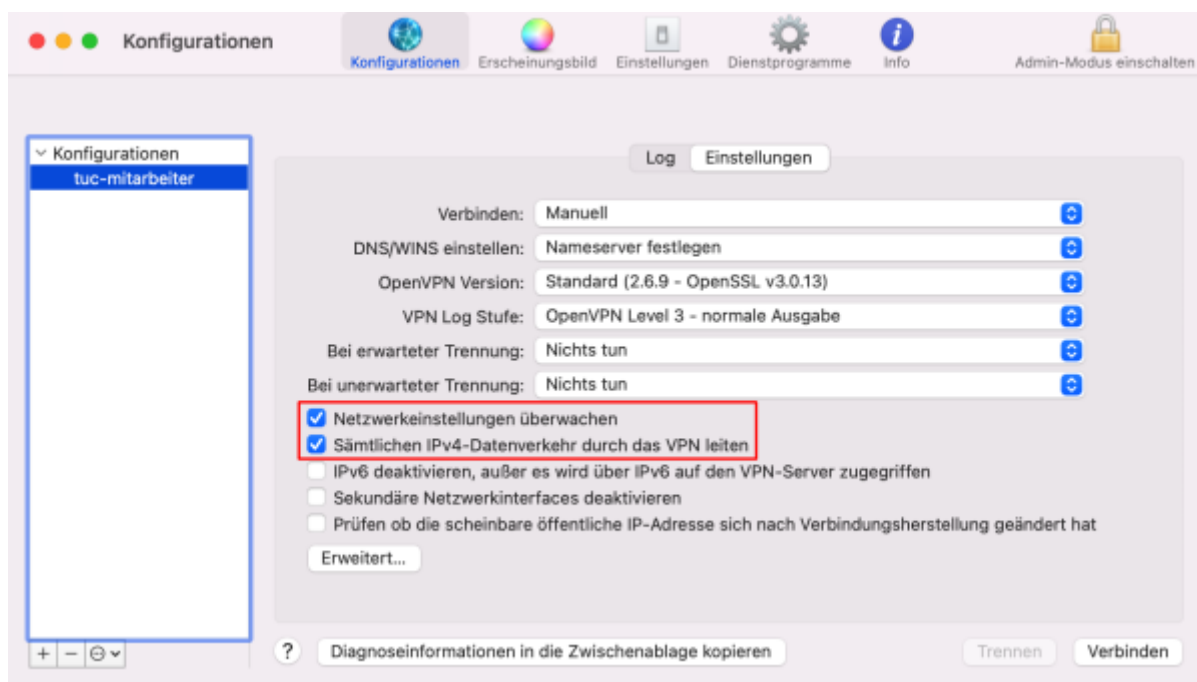 Konfigurationen
Konfigurationen
Erscheinungsbild
Einstellungen
Dienstprogramme
Info
Admin-Modus einschalten
Konfigurationen
tuc-mitarbeiter
Log
Einstellungen
Verbinden: Manuell
DNS/WINS einstellen: Nameserver festlegen
OpenVPN Version: Standard (2.6.9 - OpenSSL v3.0.13)
VPN Log Stufe: OpenVPN Level 3 - normale Ausgabe
Bei erwarteter Trennung: Nichts tun
Bei unerwarteter Trennung: Nichts tun
Netzwerkeinstellungen überwachen
Sämtlichen IPv4-Datenverkehr durch das VPN leiten
IPv6 deaktivieren, außer es wird über IPv6 auf den VPN-Server zugegriffen
Sekundäre Netzwerkinterfaces deaktivieren
Prüfen ob die scheinbare öffentliche IP-Adresse sich nach Verbindungsherstellung geändert hat
Erweitert...
? Diagnoseinformationen in die Zwischenablage kopieren
Trennen
Verbinden